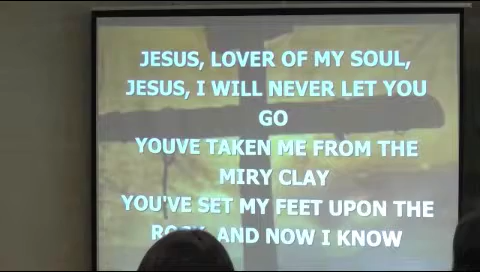 JESUS, LOVER OF MY SOUL,
JESUS, I WILL NEVER LET YOU
GO
YOUVE TAKEN ME FROM THE
MIRY CLAY
YOU'VE SET MY FEET UPON THE
ROCK, AND NOW I KNOW